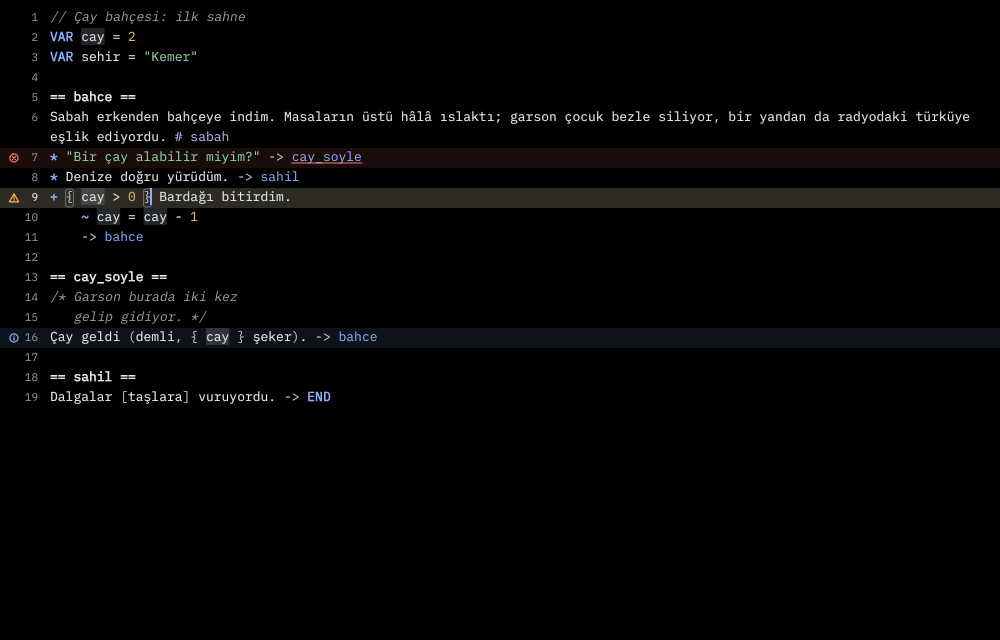 1 // Çay bahçesi: ilk sahne
2 VAR cay = 2
3 VAR sehir = "Kemer"
4
5 == bahce ==
6 Sabah erkenden bahçeye indim. Masaların üstü hâlâ ıslaktı; garson çocuk bezle siliyor, bir yandan da radyodaki türküye
eşlik ediyordu. # sabah
7 * "Bir çay alabilir miyim?" -> cay_soyle
8 * Denize doğru yürüdüm. -> sahil
9 + { cay > 0 } Bardağı bitirdim.
10 ~ cay = cay - 1
11 -> bahce
12
13 == cay_soyle ==
14 /* Garson burada iki kez
15 gelip gidiyor. */
16 Çay geldi (demli, { cay } şeker). -> bahce
17
18 == sahil ==
19 Dalgalar [taşlara] vuruyordu. -> END